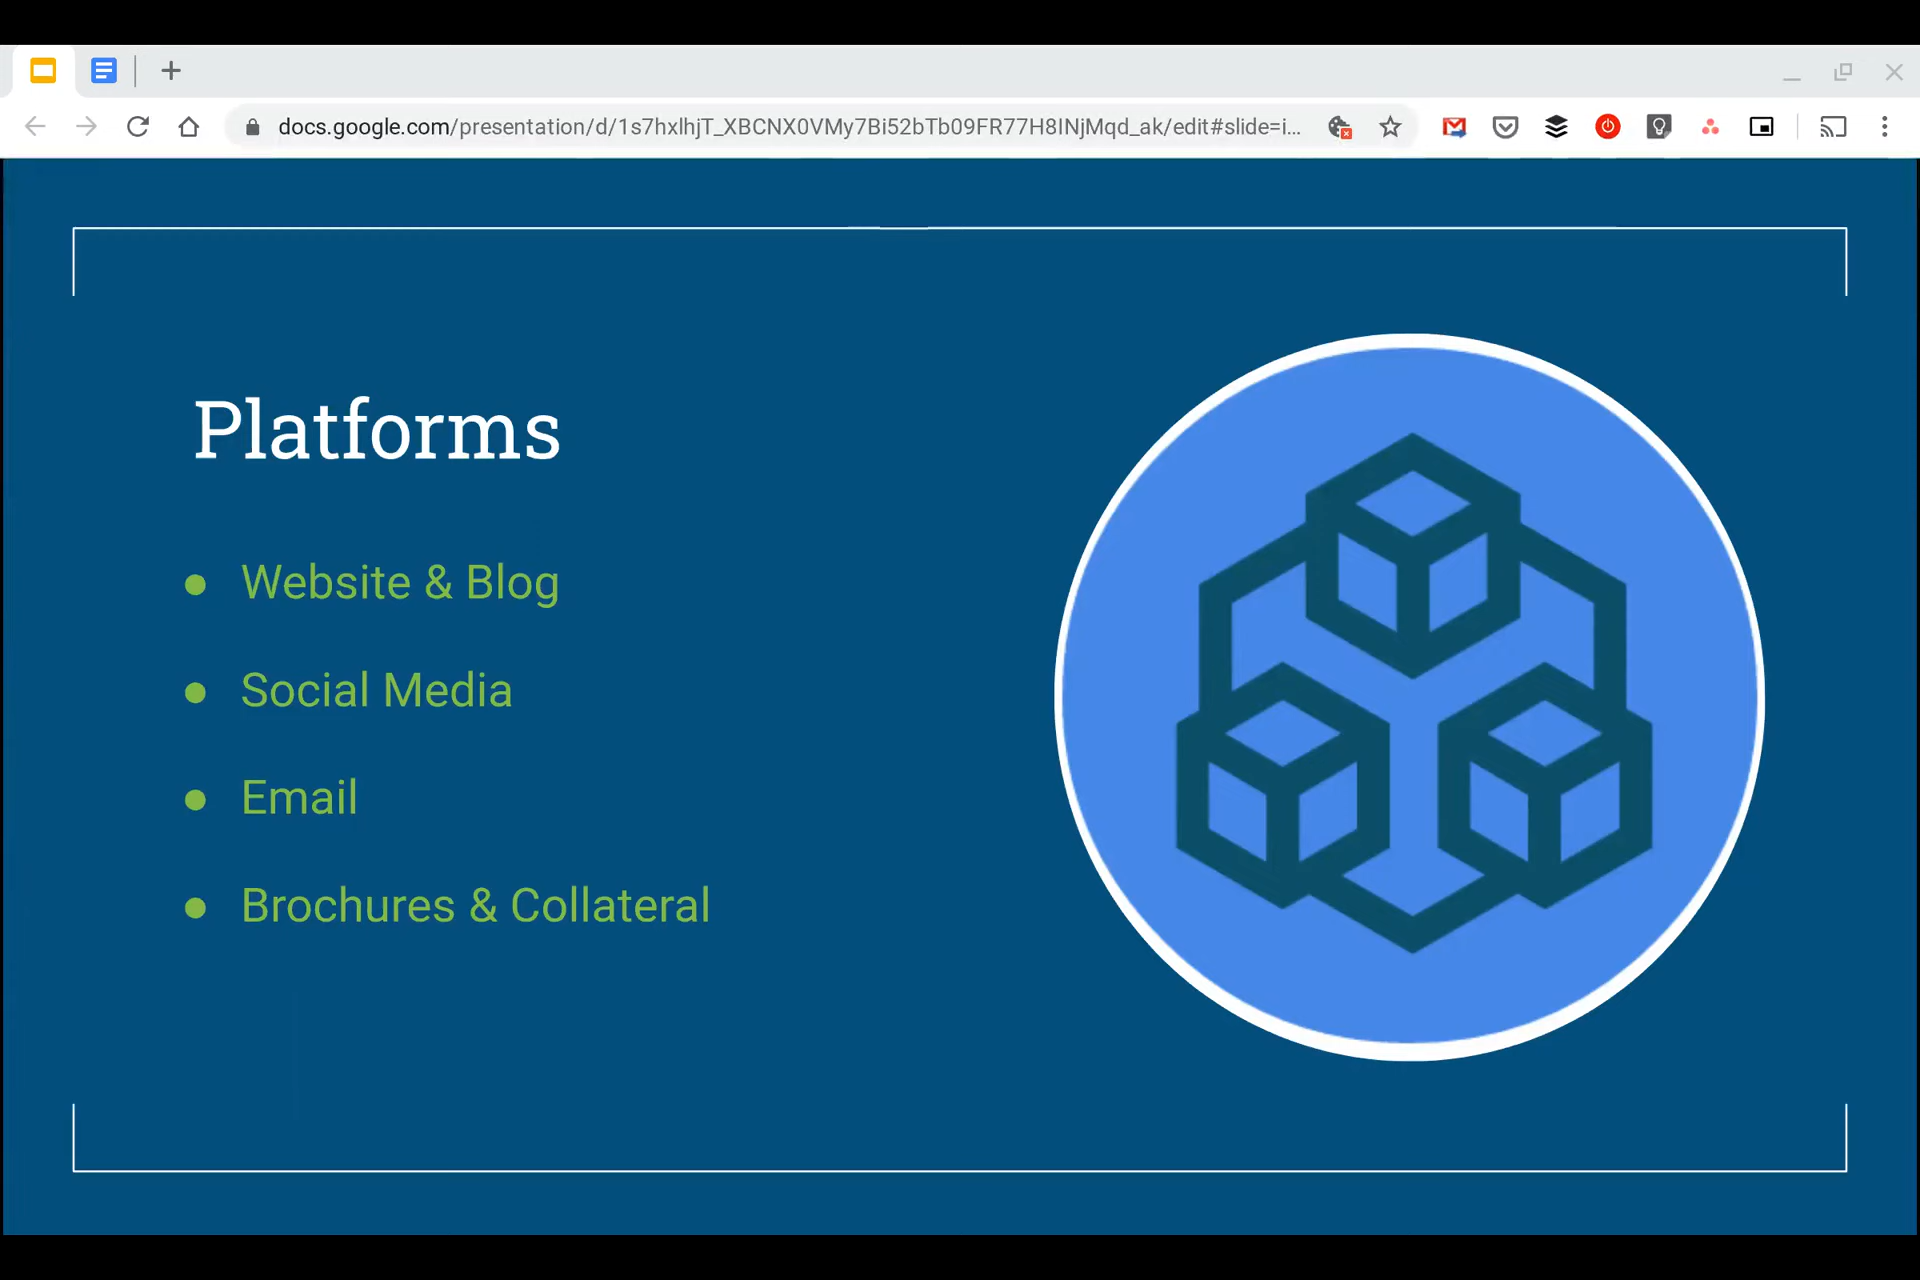 docs.google.com/presentation/d/1s7hxlhjT_XBCNX0VMy7Bi52bTb09FR77H8INjMqd_ak/edit#slide=i...
Platforms
● Website & Blog
● Social Media
● Email
● Brochures & Collateral